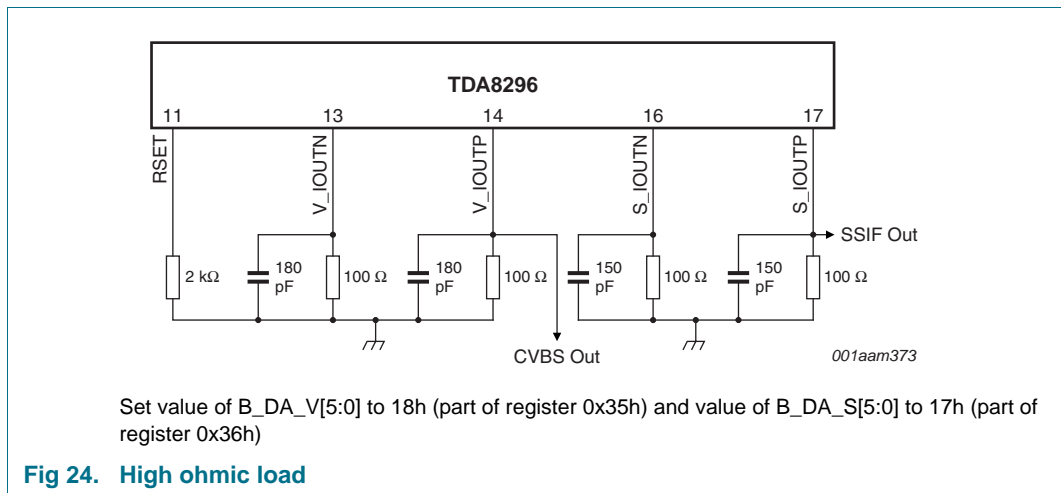 TDA8296
11 13 14 16 17
RSET V_IOUTN V_IOUTP S_IOUTN S_IOUTP
SSIF Out
2 kΩ 180 pF 100 Ω 180 pF 100 Ω 150 pF 100 Ω 150 pF 100 Ω
CVBS Out
001aam373
Set value of B_DA_V[5:0] to 18h (part of register 0x35h) and value of B_DA_S[5:0] to 17h (part of
register 0x36h)
Fig 24. High ohmic load